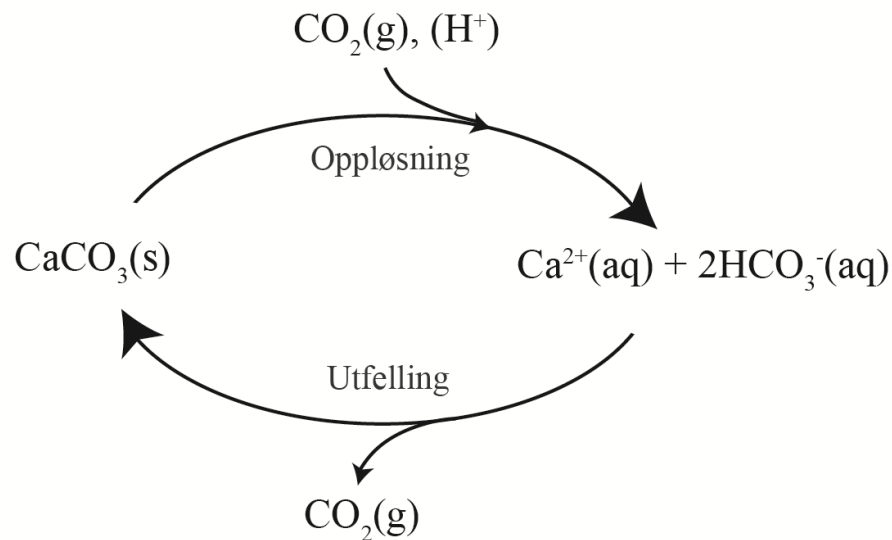 CO₂(g), (H⁺)
Oppløsning
CaCO₃(s)
Ca²⁺(aq) + 2HCO₃⁻(aq)
Utfelling
CO₂(g)